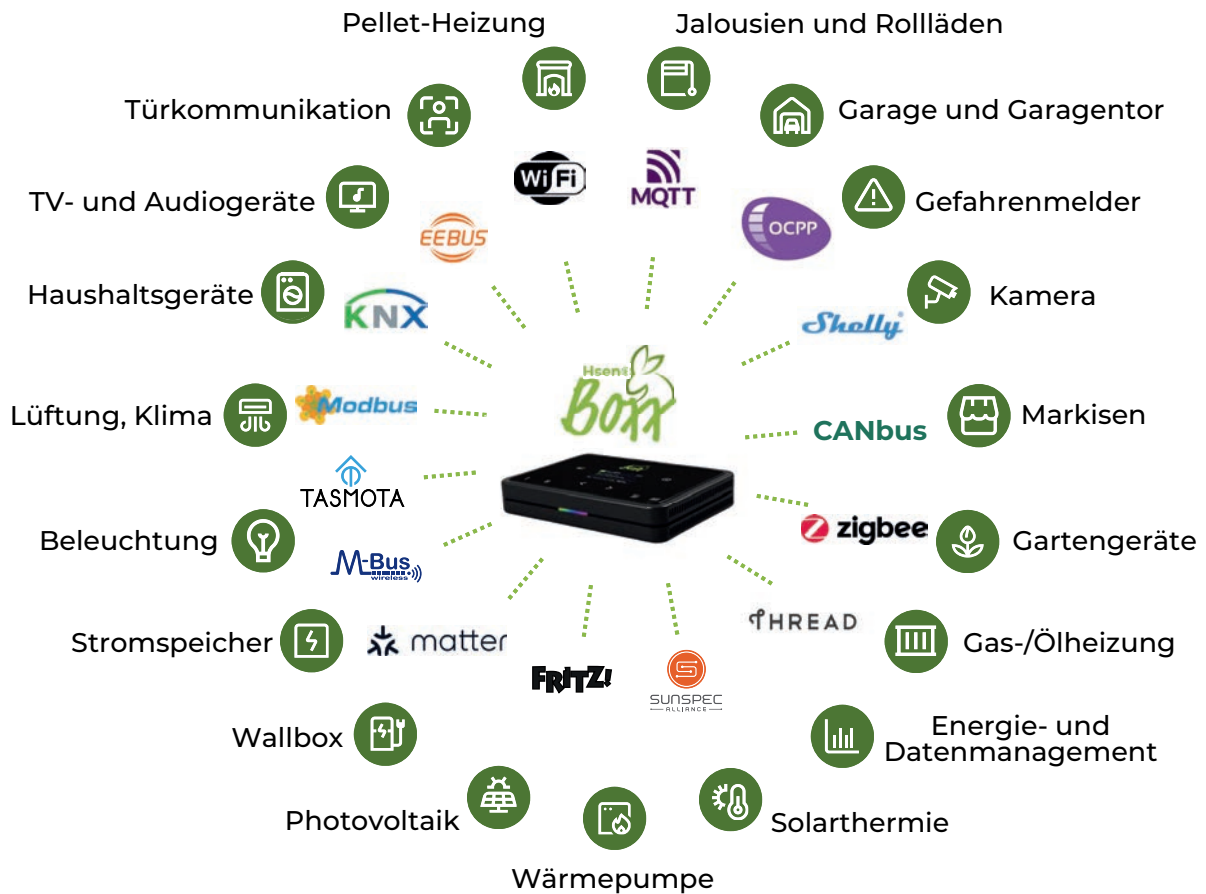 Pellet-Heizung
Jalousien und Rollläden
Türkommunikation
Garage und Garagentor
WiFi
MQTT
TV- und Audiogeräte
EEBUS
OCPP
Gefahrenmelder
Haushaltsgeräte
KNX
Shelly
Kamera
Hsen
Boxx
Lüftung, Klima
Modbus
CANbus
Markisen
TASMOTA
Beleuchtung
M-Bus
wireless
zigbee
Gartengeräte
Stromspeicher
matter
THREAD
Gas-/Ölheizung
FRITZ!
SUNSPEC
ALLIANCE
Wallbox
Energie- und
Datenmanagement
Photovoltaik
Solarthermie
Wärmepumpe